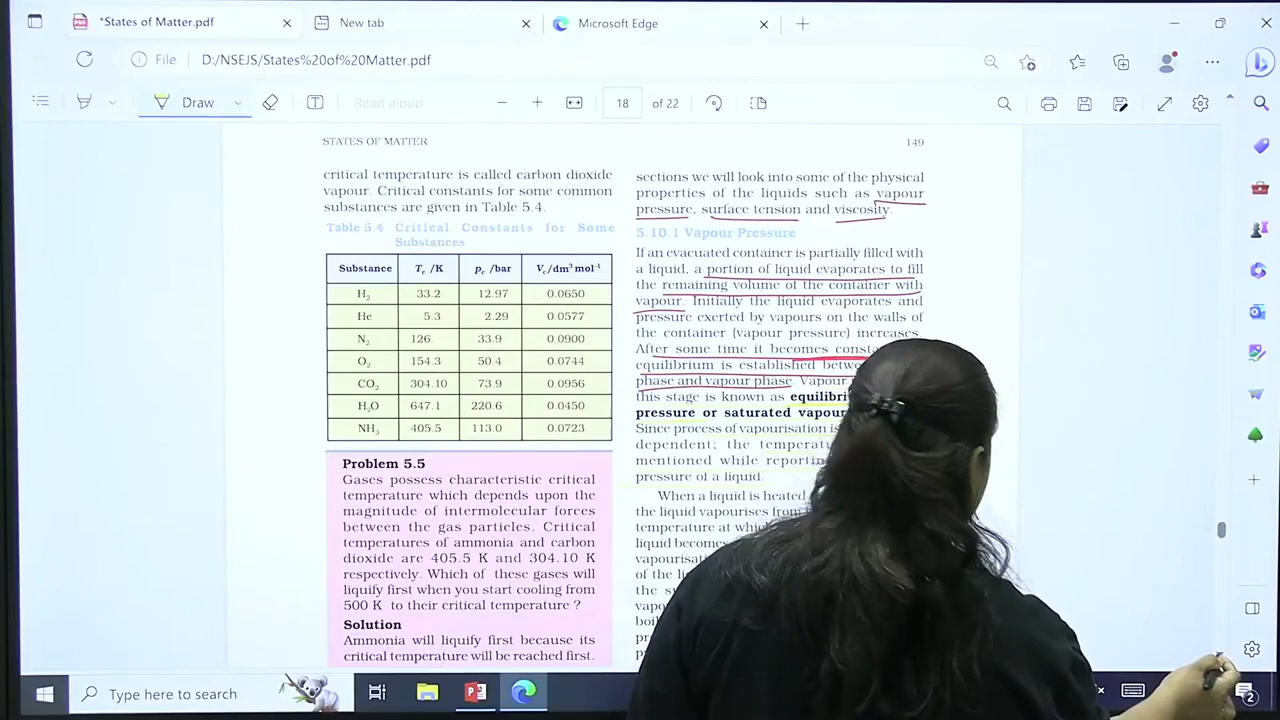 *States of Matter.pdf
New tab
Microsoft Edge
File
D:/NSEJS/States%20of%20Matter.pdf
Draw
Read aloud
18 of 22
STATES OF MATTER
149
critical temperature is called carbon dioxide
vapour. Critical constants for some common
substances are given in Table 5.4.
Table 5.4 Critical Constants for Some
Substances
Substance Tc /K pc /bar Vc/dm³ mol⁻¹
H₂ 33.2 12.97 0.0650
He 5.3 2.29 0.0577
N₂ 126 33.9 0.0900
O₂ 154.3 50.4 0.0744
CO₂ 304.10 73.9 0.0956
H₂O 647.1 220.6 0.0450
NH₃ 405.5 113.0 0.0723
Problem 5.5
Gases possess characteristic critical
temperature which depends upon the
magnitude of intermolecular forces
between the gas particles. Critical
temperatures of ammonia and carbon
dioxide are 405.5 K and 304.10 K
respectively. Which of these gases will
liquify first when you start cooling from
500 K to their critical temperature ?
Solution
Ammonia will liquify first because its
critical temperature will be reached first.
sections we will look into some of the physical
properties of the liquids such as vapour
pressure, surface tension and viscosity.
5.10.1 Vapour Pressure
If an evacuated container is partially filled with
a liquid, a portion of liquid evaporates to fill
the remaining volume of the container with
vapour. Initially the liquid evaporates and
pressure exerted by vapours on the walls of
the container (vapour pressure) increases.
After some time it becomes
equilibrium is established
phase and vapour phase. Vapour
this stage is known as
pressure or saturated
Since process of vapourisation is
dependent; the
mentioned while
pressure of a liquid.
When a liquid is heated,
the liquid vapourises from
temperature at which
liquid becomes
of the
the
Type here to search
2